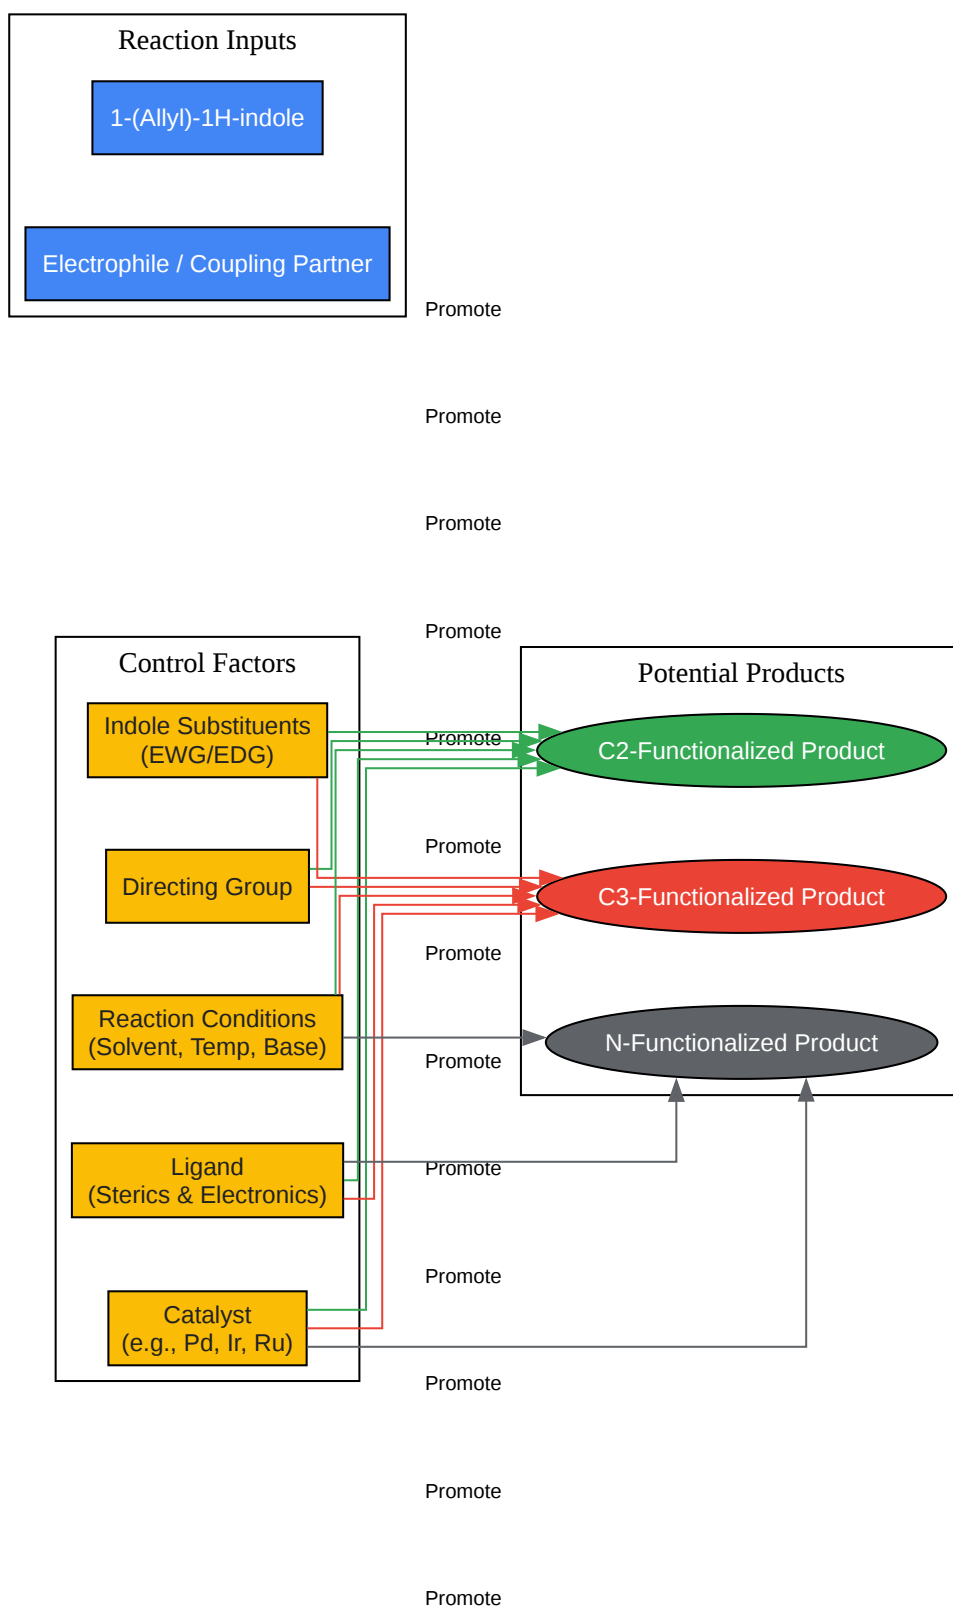 Reaction Inputs
1-(Allyl)-1H-indole
Electrophile / Coupling Partner
Control Factors
Indole Substituents
(EWG/EDG)
Directing Group
Reaction Conditions
(Solvent, Temp, Base)
Ligand
(Sterics & Electronics)
Catalyst
(e.g., Pd, Ir, Ru)
Promote
Promote
Promote
Promote
Promote
Promote
Promote
Promote
Promote
Promote
Promote
Promote
Promote
Potential Products
C2-Functionalized Product
C3-Functionalized Product
N-Functionalized Product